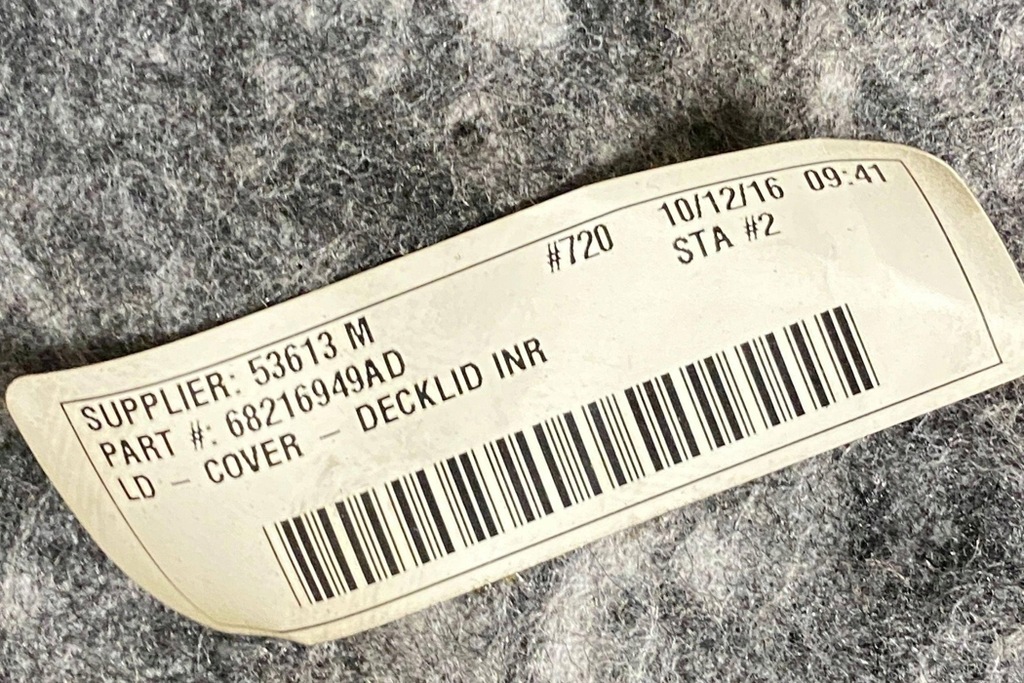 #720 10/12/16 09:41
STA #2
SUPPLIER: 53613 M
PART #: 68216949AD
LD - COVER - DECKLID INR